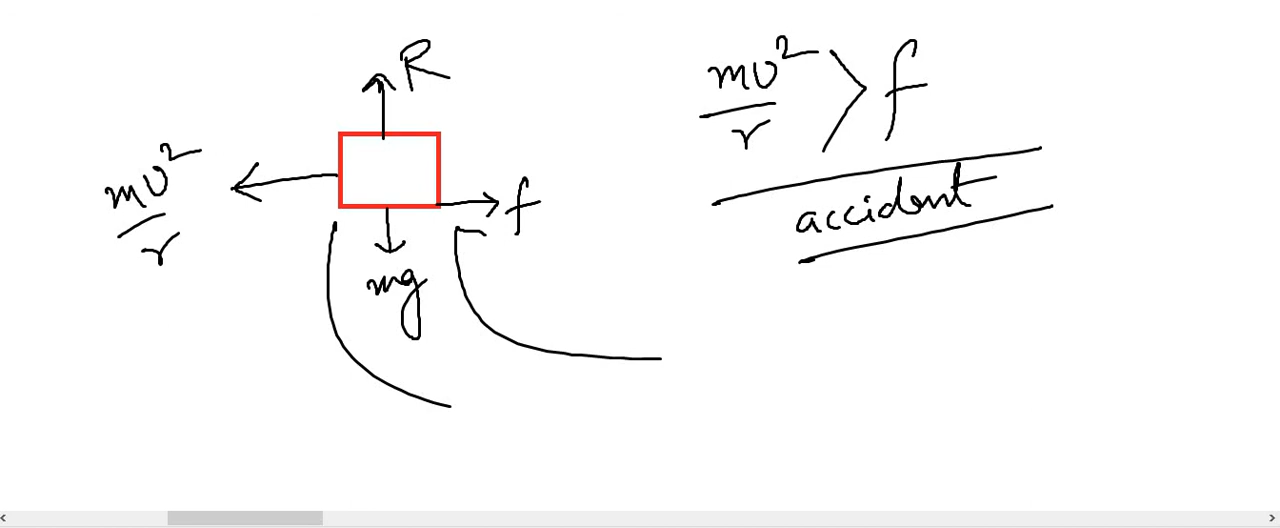 R
mv²/r
f
mg
mv²/r > f
accident